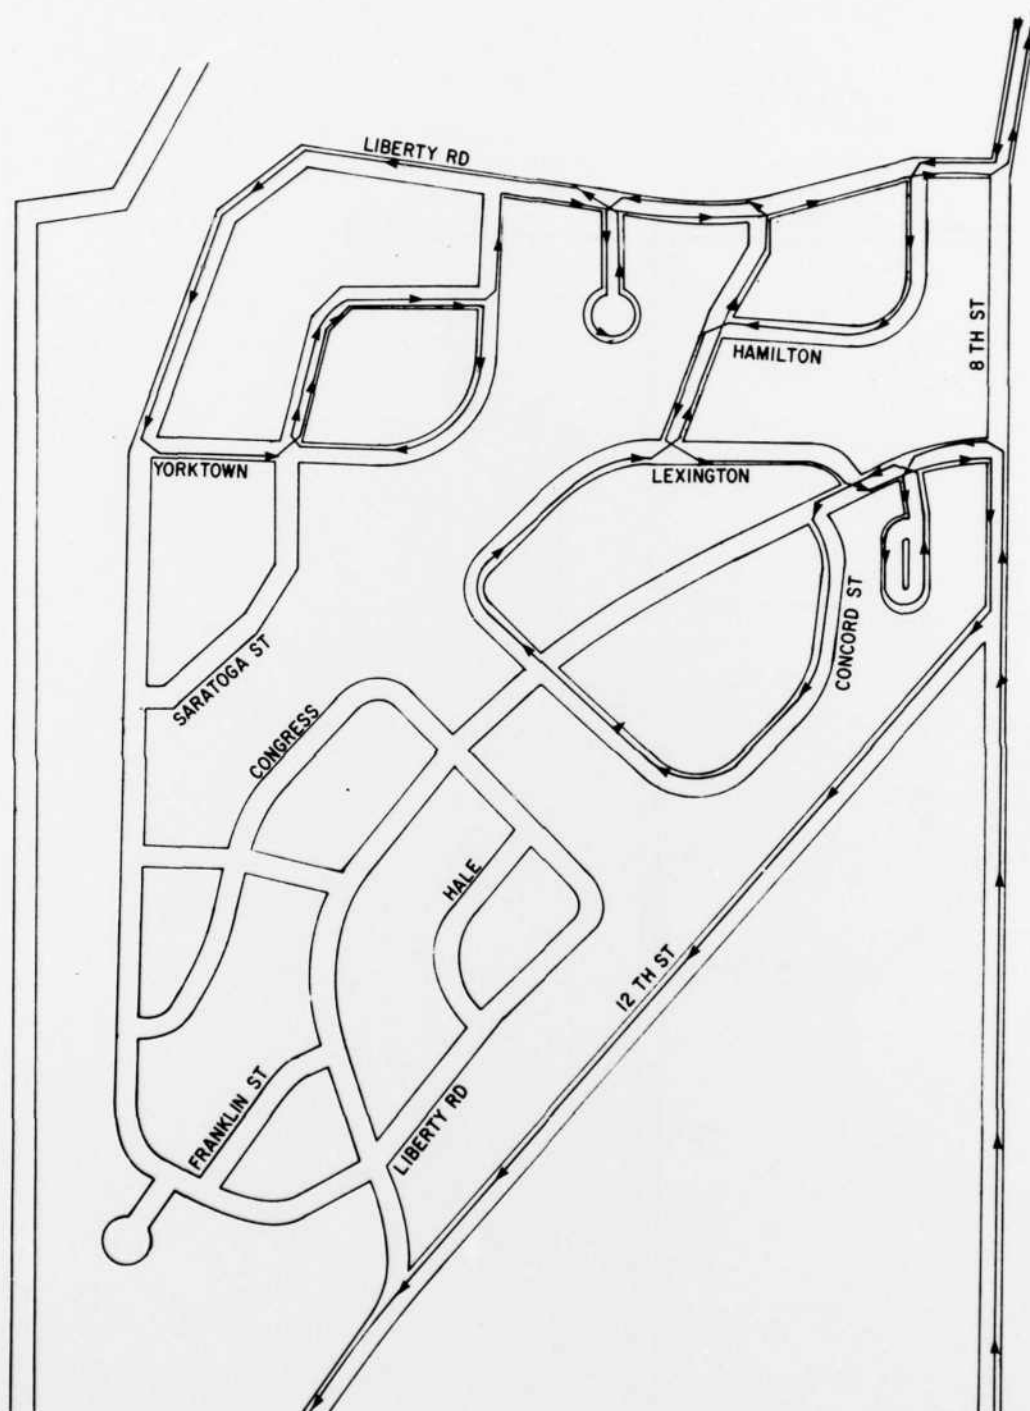 LIBERTY RD
HAMILTON
8 TH ST
YORKTOWN
LEXINGTON
CONCORD ST
SARATOGA ST
CONGRESS
HALE
12 TH ST
FRANKLIN ST
LIBERTY RD